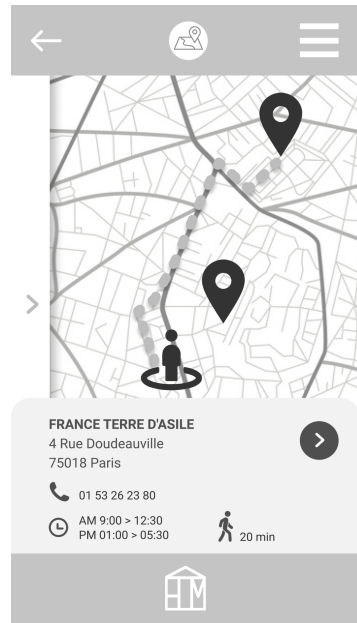 FRANCE TERRE D'ASILE
4 Rue Doudeauville
75018 Paris
01 53 26 23 80
AM 9:00 > 12:30
PM 01:00 > 05:30
20 min